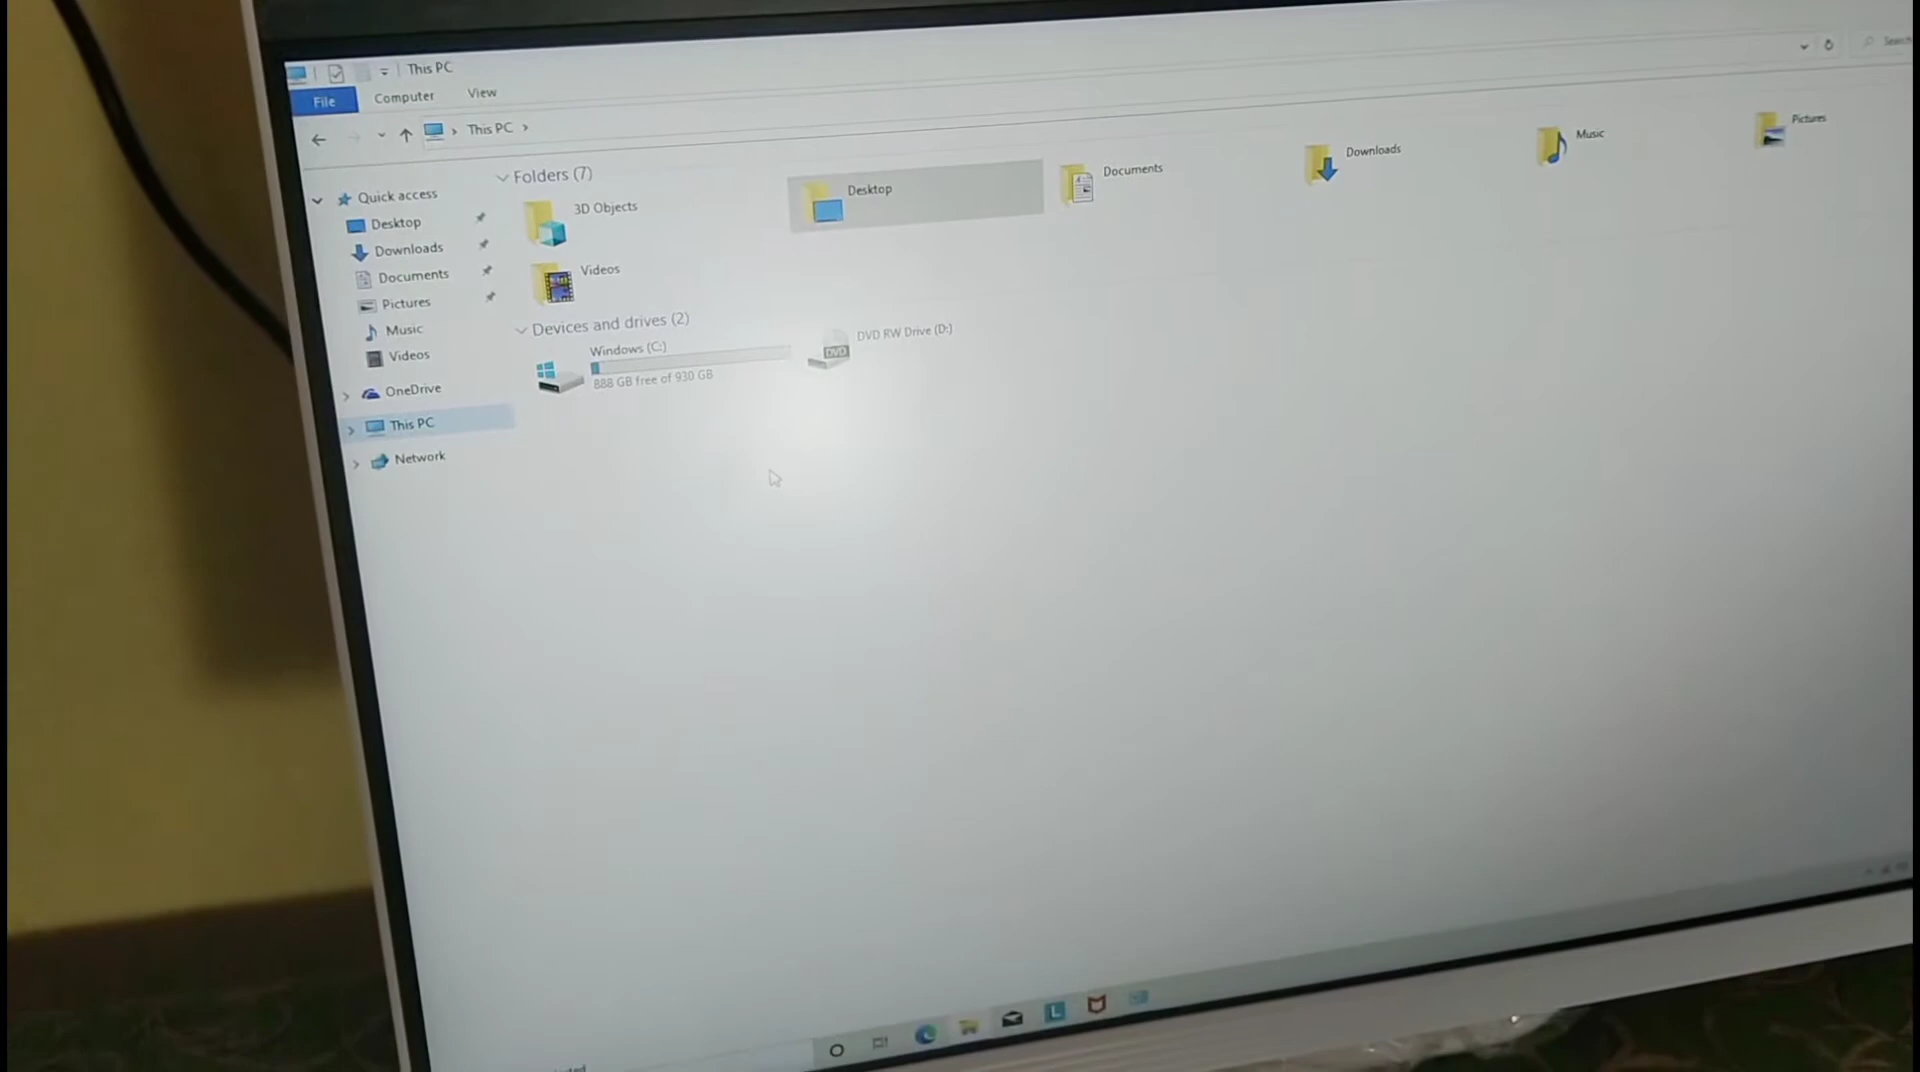 This PC
File Computer View
This PC
Search
Quick access
Desktop
Downloads
Documents
Pictures
Music
Videos
OneDrive
This PC
Network
Folders (7)
3D Objects
Desktop
Documents
Downloads
Music
Pictures
Videos
Devices and drives (2)
Windows (C:)
888 GB free of 930 GB
DVD RW Drive (D:)
DVD
L